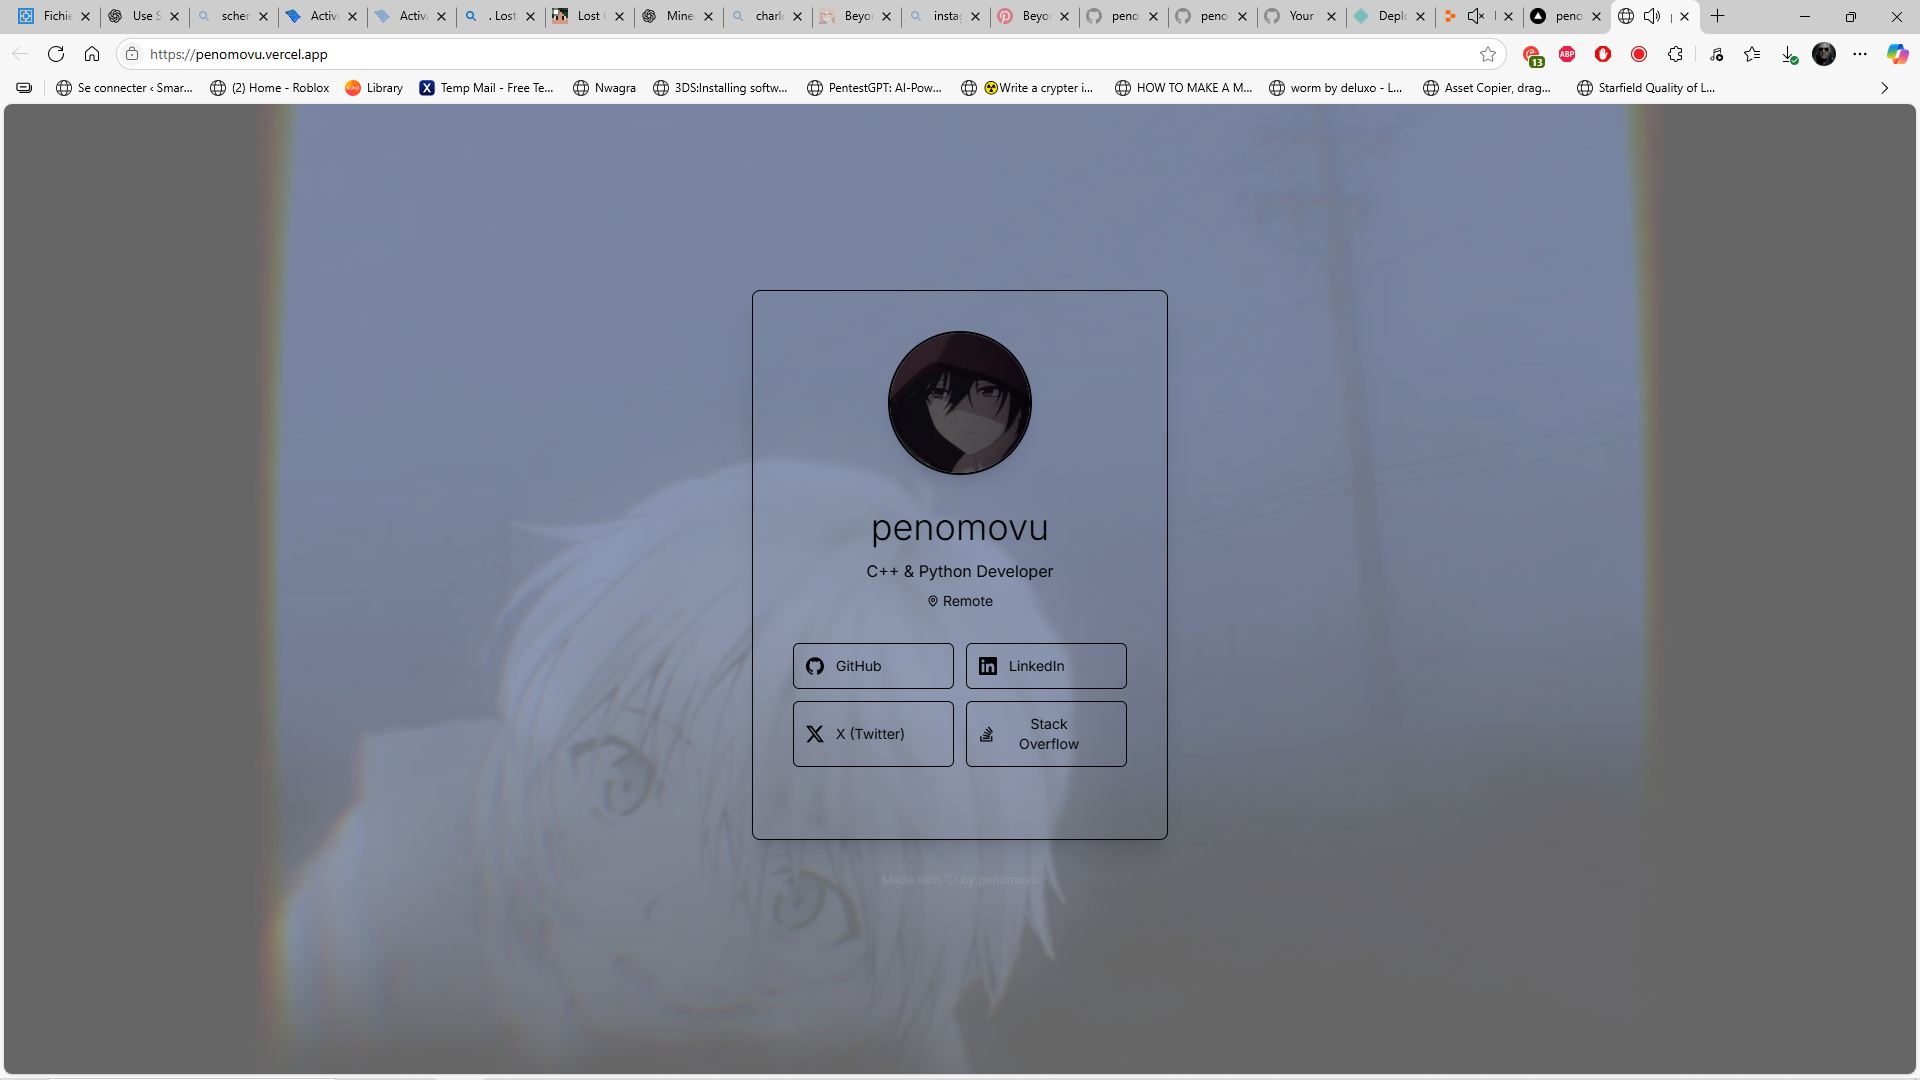 Fichie
Use S
scher
Activa
Activa
. Lost
Lost
Mine
charl
Beyo
insta
Beyo
peno
peno
Your
Depl
peno
https://penomovu.vercel.app
13
ABP
Se connecter ‹ Smar...
(2) Home - Roblox
Library
Temp Mail - Free Te...
Nwagra
3DS:Installing softw...
PentestGPT: AI-Pow...
Write a crypter i...
HOW TO MAKE A M...
worm by deluxo - L...
Asset Copier, drag...
Starfield Quality of L...
penomovu
C++ & Python Developer
Remote
GitHub
LinkedIn
X (Twitter)
Stack
Overflow
Made with ♡ by penomovu